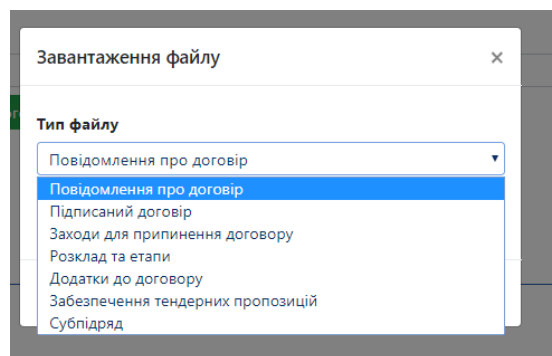 Завантаження файлу ×
Тип файлу
Повідомлення про договір
Повідомлення про договір
Підписаний договір
Заходи для припинення договору
Розклад та етапи
Додатки до договору
Забезпечення тендерних пропозицій
Субпідряд